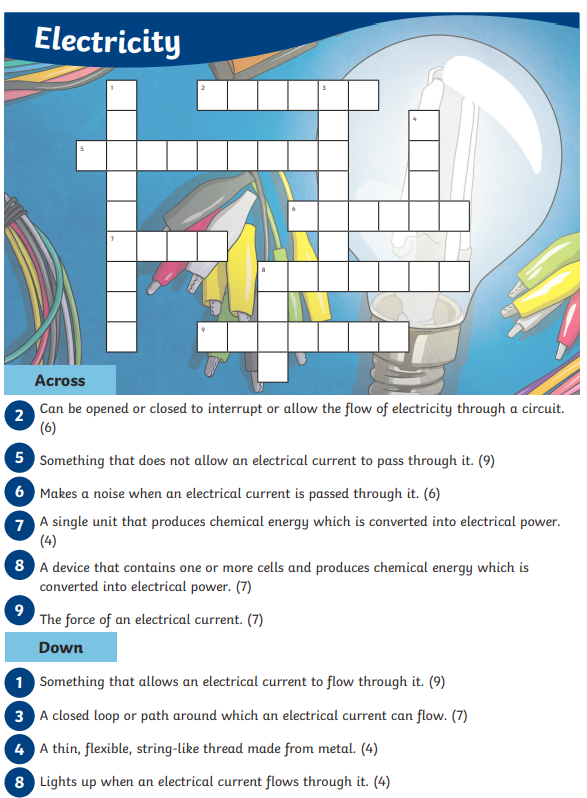 Electricity
1
2
3
4
5
6
7
8
9
Across
2 Can be opened or closed to interrupt or allow the flow of electricity through a circuit.
(6)
5 Something that does not allow an electrical current to pass through it. (9)
6 Makes a noise when an electrical current is passed through it. (6)
7 A single unit that produces chemical energy which is converted into electrical power.
(4)
8 A device that contains one or more cells and produces chemical energy which is
converted into electrical power. (7)
9 The force of an electrical current. (7)
Down
1 Something that allows an electrical current to flow through it. (9)
3 A closed loop or path around which an electrical current can flow. (7)
4 A thin, flexible, string-like thread made from metal. (4)
8 Lights up when an electrical current flows through it. (4)